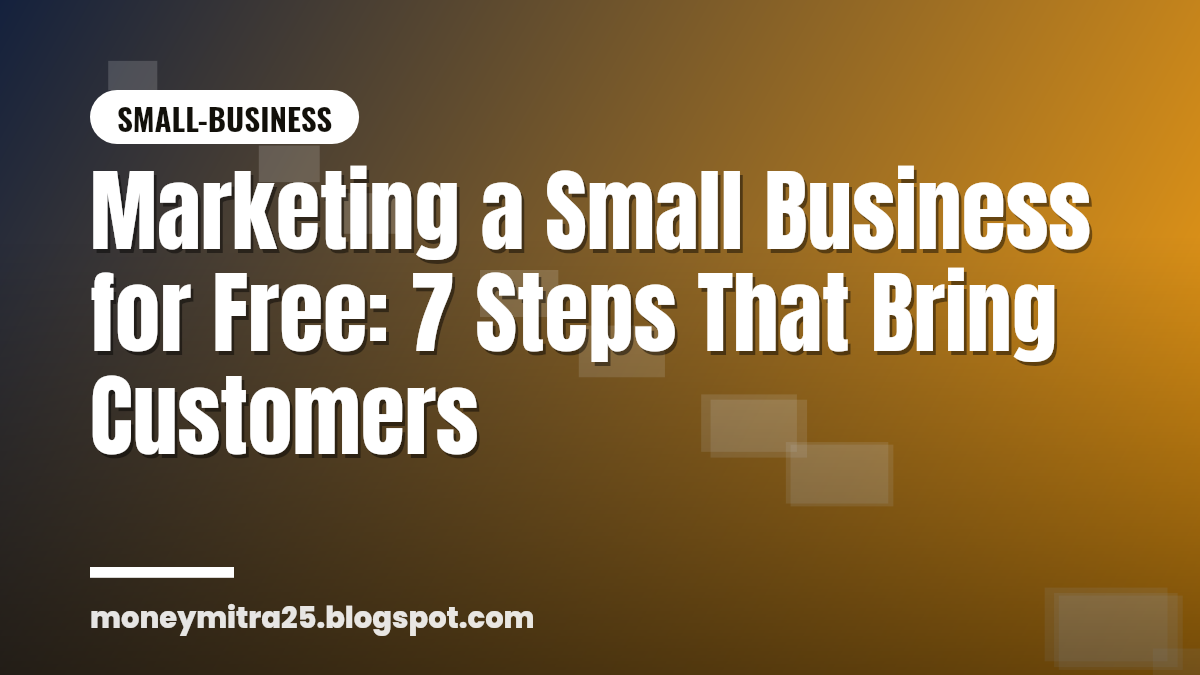 SMALL-BUSINESS
Marketing a Small Business
for Free: 7 Steps That Bring
Customers
moneymitra25.blogspot.com